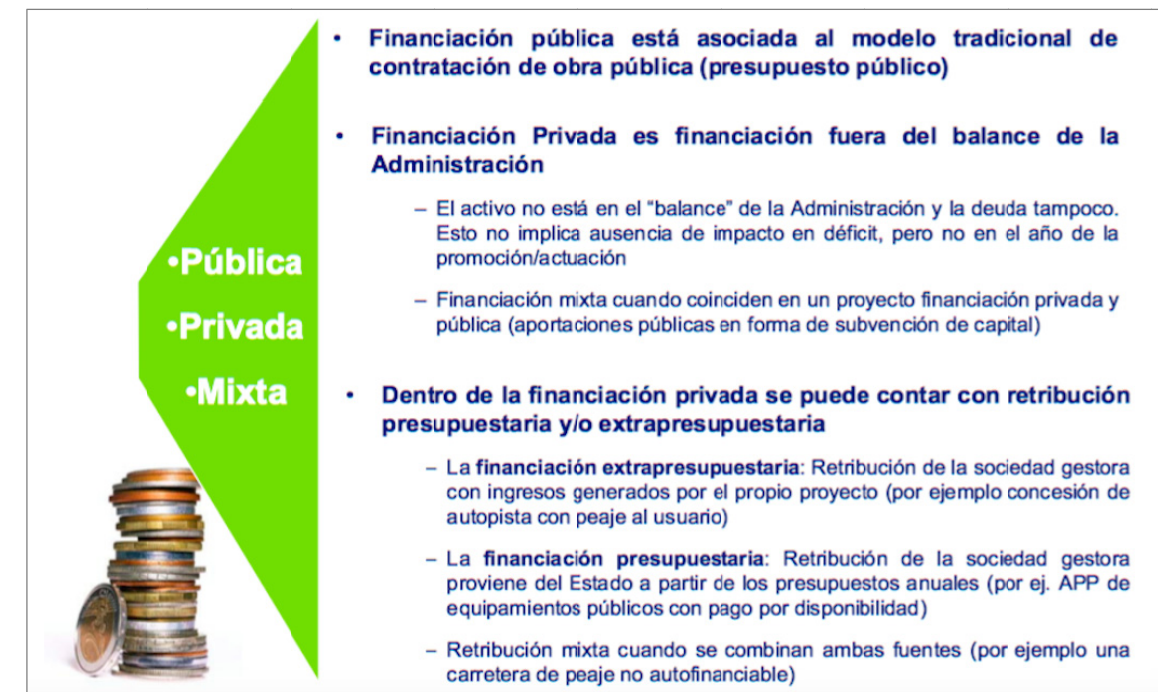 • Financiación pública está asociada al modelo tradicional de
contratación de obra pública (presupuesto público)
• Financiación Privada es financiación fuera del balance de la
Administración
– El activo no está en el “balance” de la Administración y la deuda tampoco.
Esto no implica ausencia de impacto en déficit, pero no en el año de la
promoción/actuación
– Financiación mixta cuando coinciden en un proyecto financiación privada y
pública (aportaciones públicas en forma de subvención de capital)
•Pública
•Privada
•Mixta
• Dentro de la financiación privada se puede contar con retribución
presupuestaria y/o extrapresupuestaria
– La financiación extrapresupuestaria: Retribución de la sociedad gestora
con ingresos generados por el propio proyecto (por ejemplo concesión de
autopista con peaje al usuario)
– La financiación presupuestaria: Retribución de la sociedad gestora
proviene del Estado a partir de los presupuestos anuales (por ej. APP de
equipamientos públicos con pago por disponibilidad)
– Retribución mixta cuando se combinan ambas fuentes (por ejemplo una
carretera de peaje no autofinanciable)